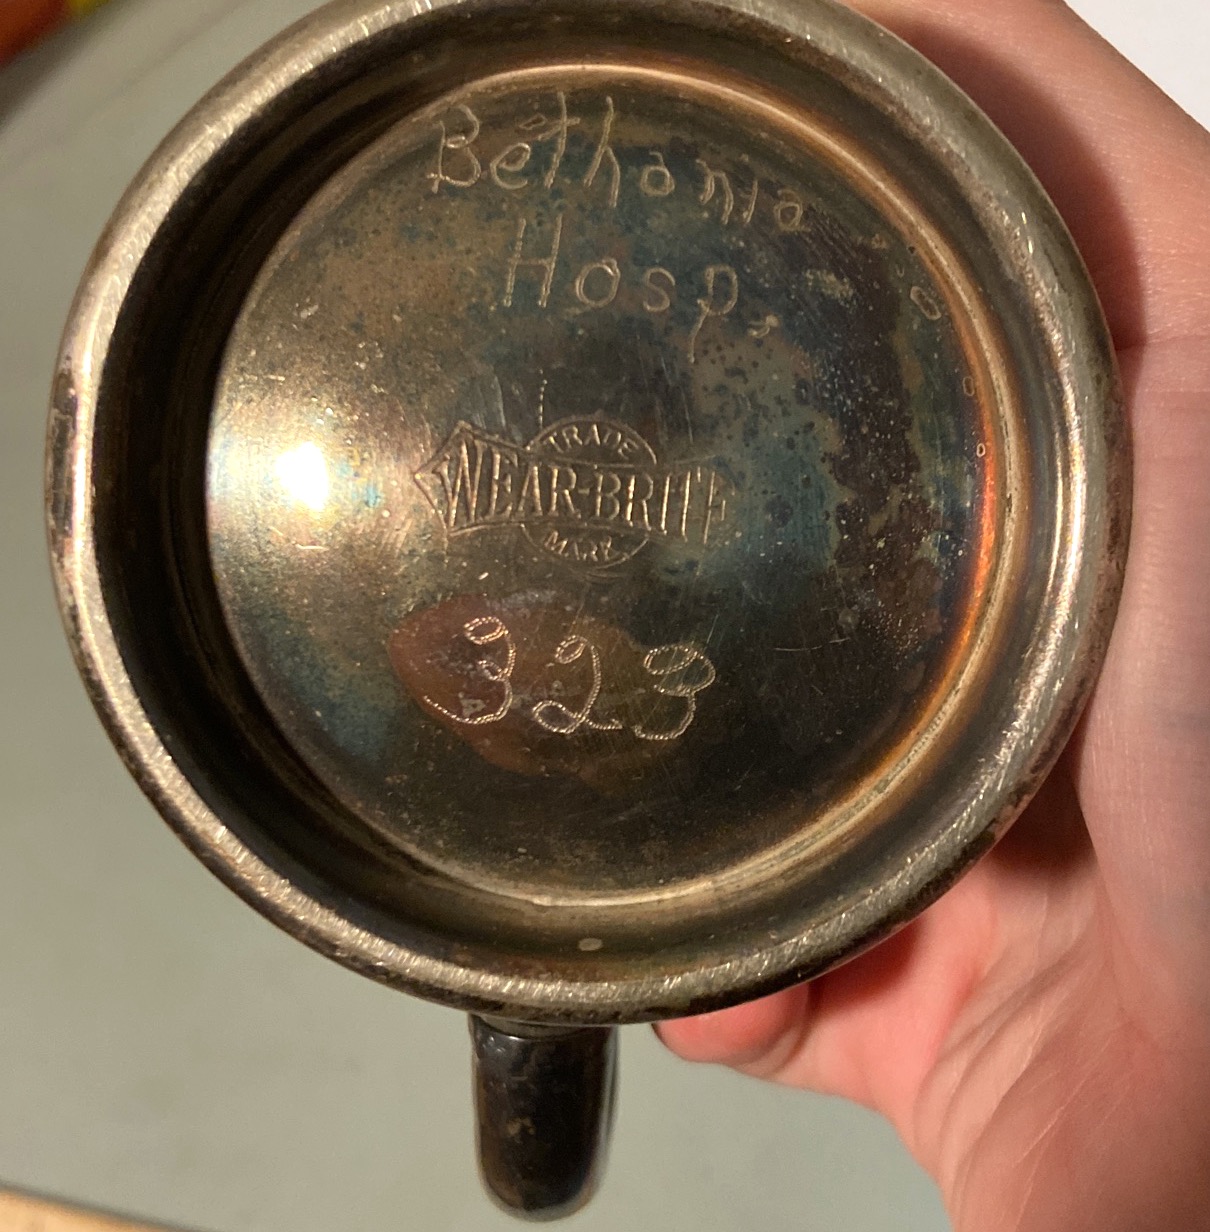 Bethania
Hosp.
TRADE
WEAR-BRITE
MARK
323